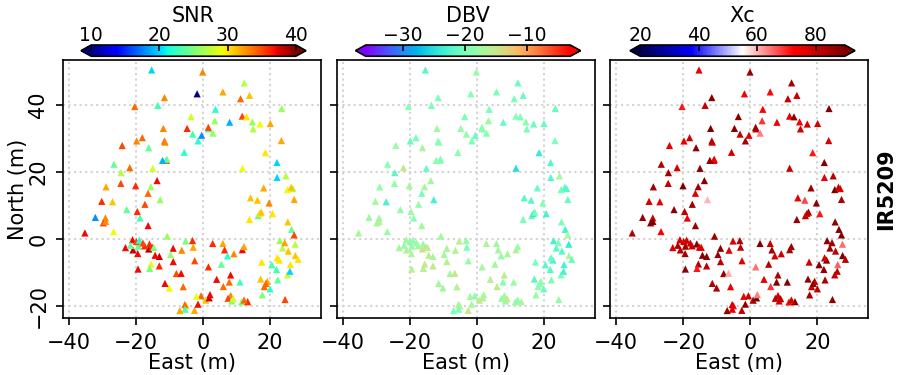 SNR DBV Xc
10 20 30 40 −30 −20 −10 20 40 60 80
North (m)
40
20
0
−20
−40 −20 0 20 −40 −20 0 20 −40 −20 0 20
East (m) East (m) East (m)
IR5209